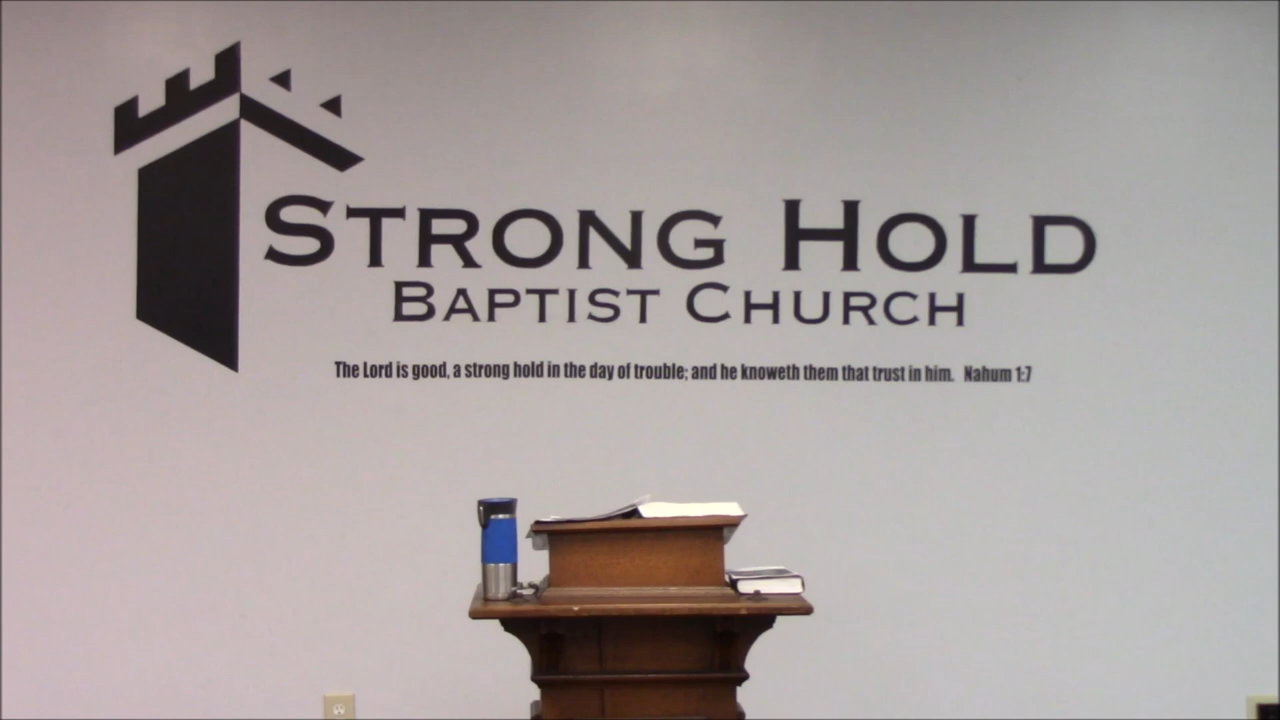 STRONG HOLD
BAPTIST CHURCH
The Lord is good, a strong hold in the day of trouble; and he knoweth them that trust in him. Nahum 1:7